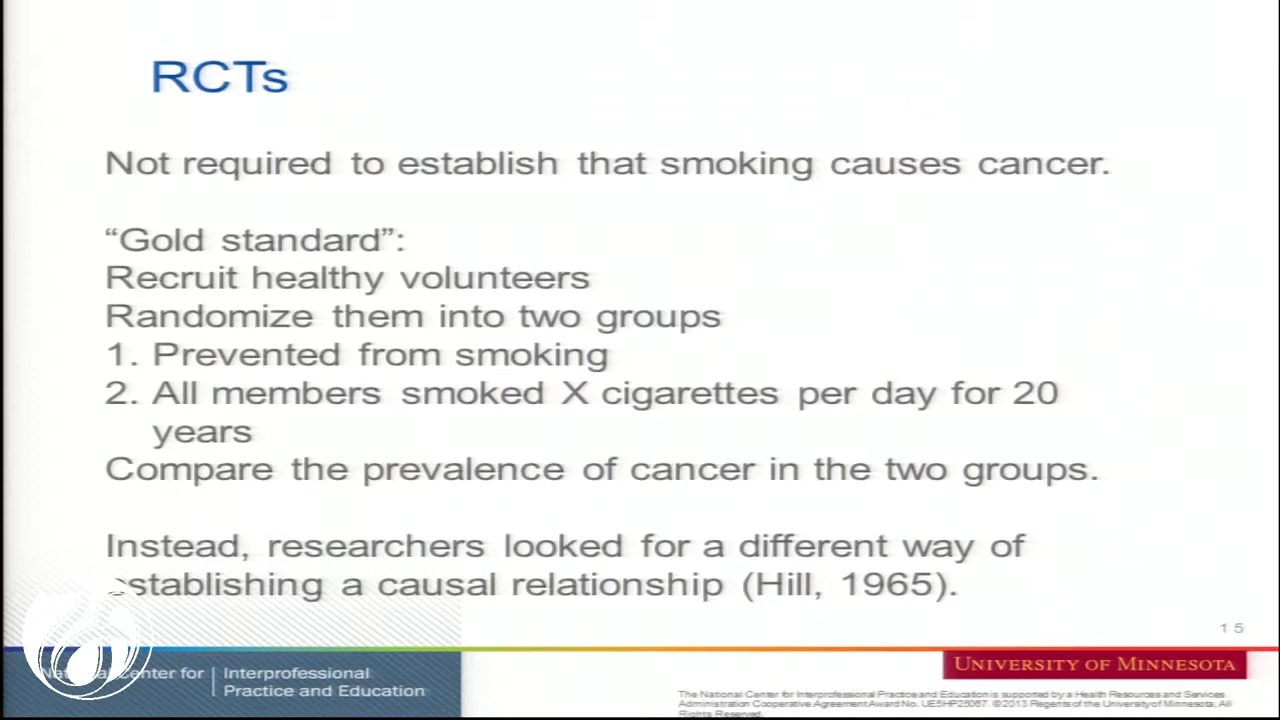 RCTs
Not required to establish that smoking causes cancer.
“Gold standard”:
Recruit healthy volunteers
Randomize them into two groups
1. Prevented from smoking
2. All members smoked X cigarettes per day for 20
years
Compare the prevalence of cancer in the two groups.
Instead, researchers looked for a different way of
establishing a causal relationship (Hill, 1965).
15
National Center for
Interprofessional
Practice and Education
UNIVERSITY OF MINNESOTA
The National Center for Interprofessional Practice and Education is supported by a Health Resources and Services
Administration Cooperative Agreement Award No. UE5HP25067. ©2013 Regents of the University of Minnesota, All
Rights Reserved.